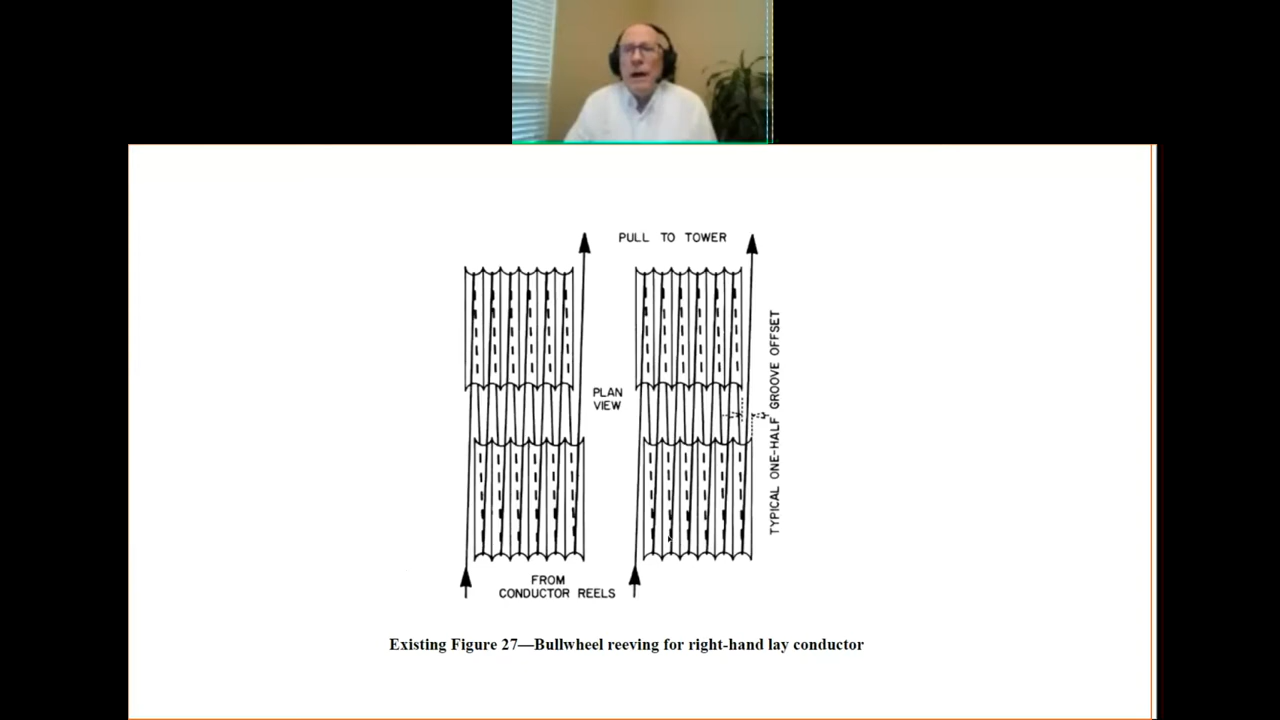 PULL TO TOWER
PLAN
VIEW
TYPICAL ONE-HALF GROOVE OFFSET
FROM
CONDUCTOR REELS
Existing Figure 27—Bullwheel reeving for right-hand lay conductor